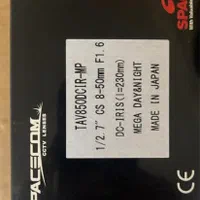 SPACECOM
CCTV LENSES
TAV850DCIR-MP
1/2.7" CS 8-50mm F1.6
DC-IRIS(l=230mm)
MEGA DAY&NIGHT
MADE IN JAPAN
CE